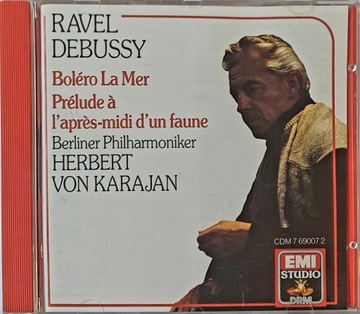 RAVEL
DEBUSSY
Boléro La Mer
Prélude à
l'après-midi d'un faune
Berliner Philharmoniker
HERBERT
VON KARAJAN
CDM 7 69007 2
EMI
STUDIO
DRM